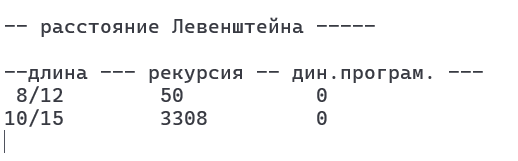 -- расстояние Левенштейна -----
--длина --- рекурсия -- дин.програм. ---
8/12 50 0
10/15 3308 0